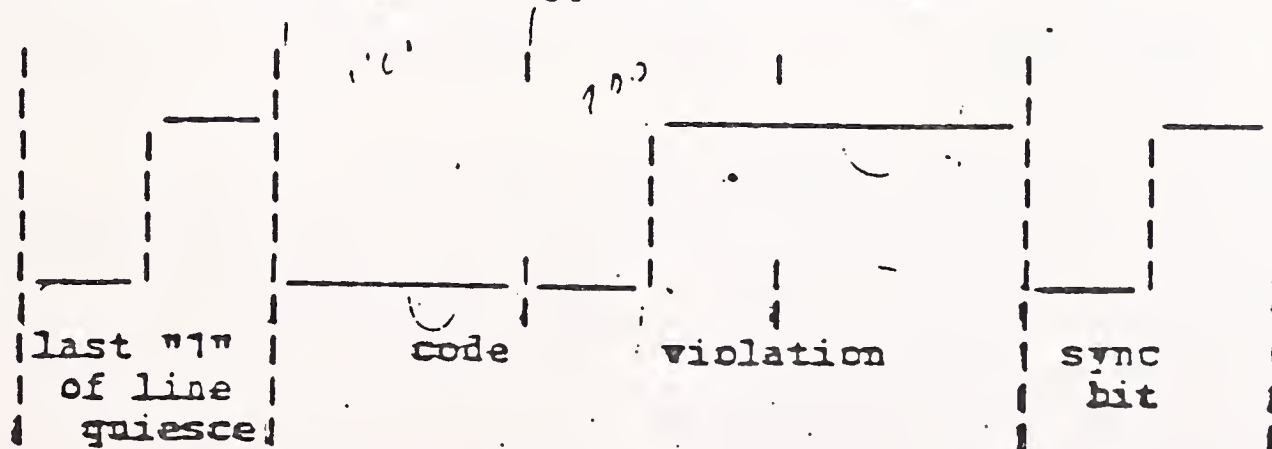 last "1" code violation sync
of line bit
quiesce